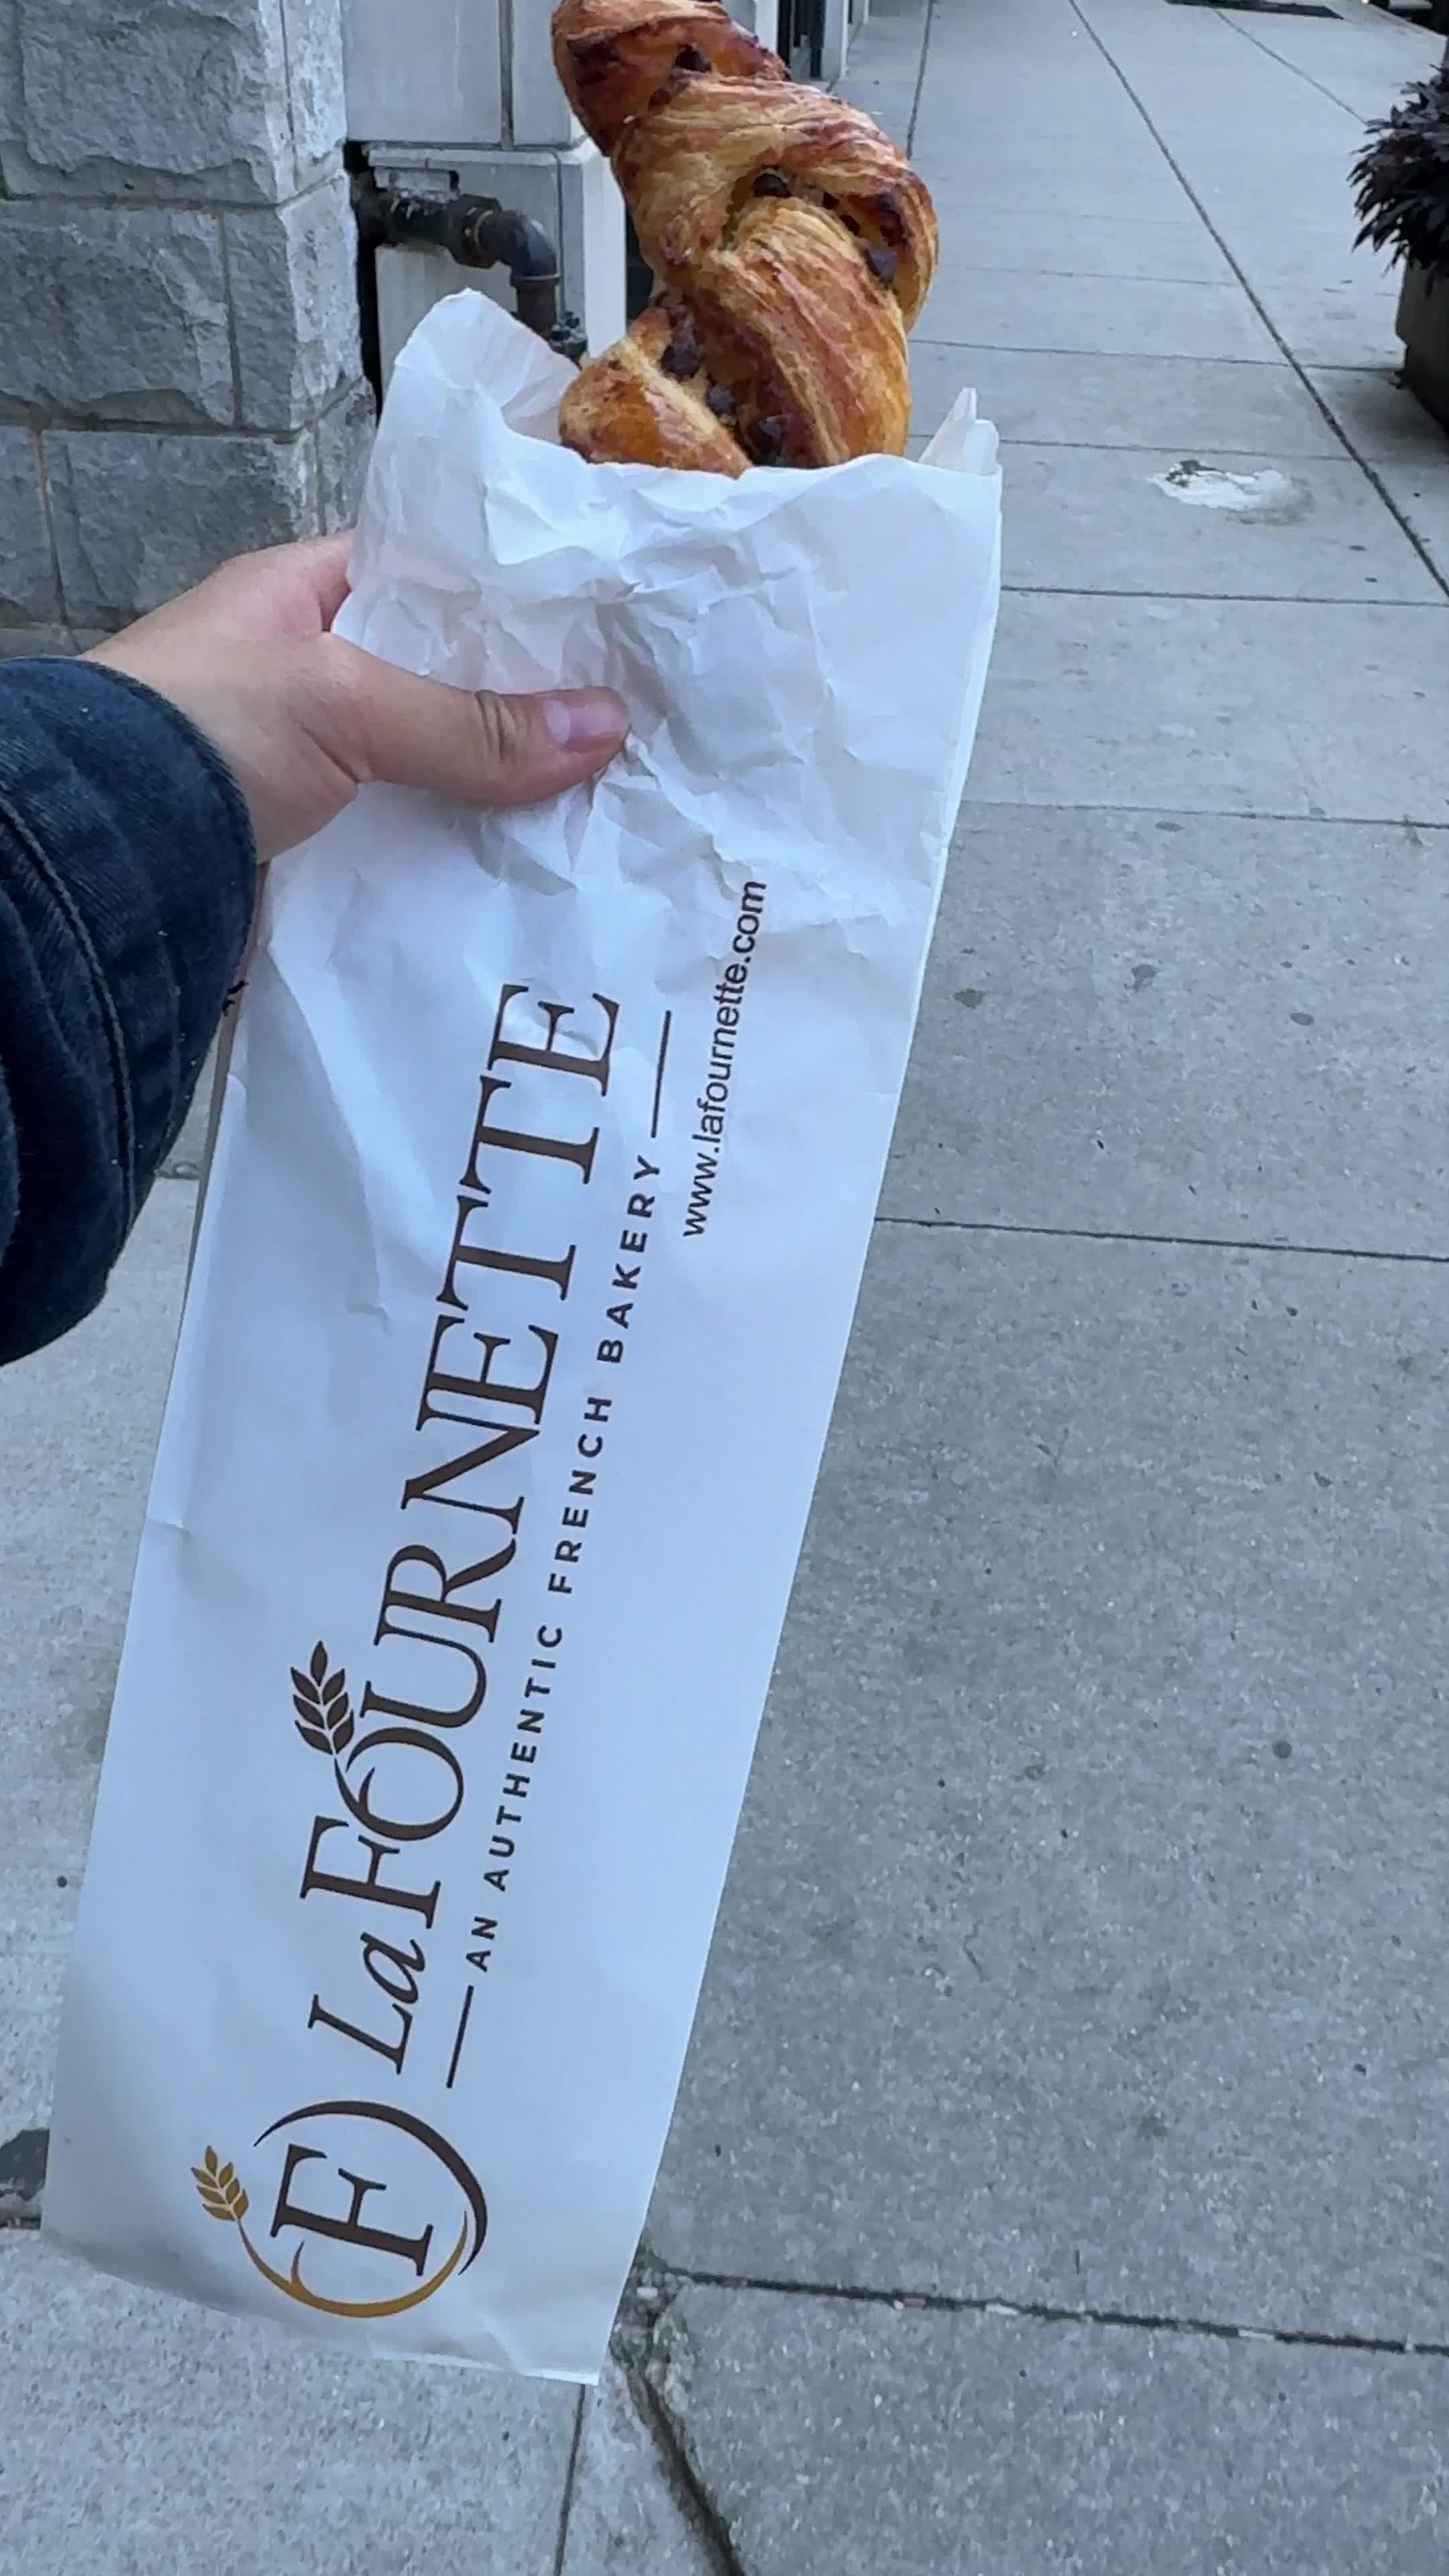 F
La FOURNETTE
AN AUTHENTIC FRENCH BAKERY
www.lafournette.com